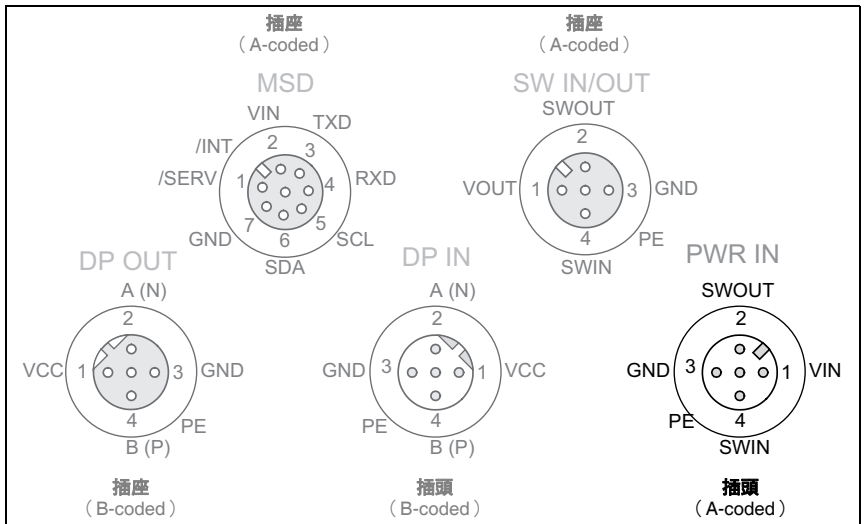 插座
（A-coded）
MSD
VIN
TXD
/INT
2
3
/SERV
1
4
RXD
7
5
GND
6
SCL
SDA
插座
（A-coded）
SW IN/OUT
SWOUT
2
VOUT
1
3
GND
4
PE
SWIN
DP OUT
A (N)
2
VCC
1
3
GND
4
PE
B (P)
插座
（B-coded）
DP IN
A (N)
2
GND
3
1
VCC
PE
4
B (P)
插頭
（B-coded）
PWR IN
SWOUT
2
GND
3
1
VIN
PE
4
SWIN
插頭
（A-coded）